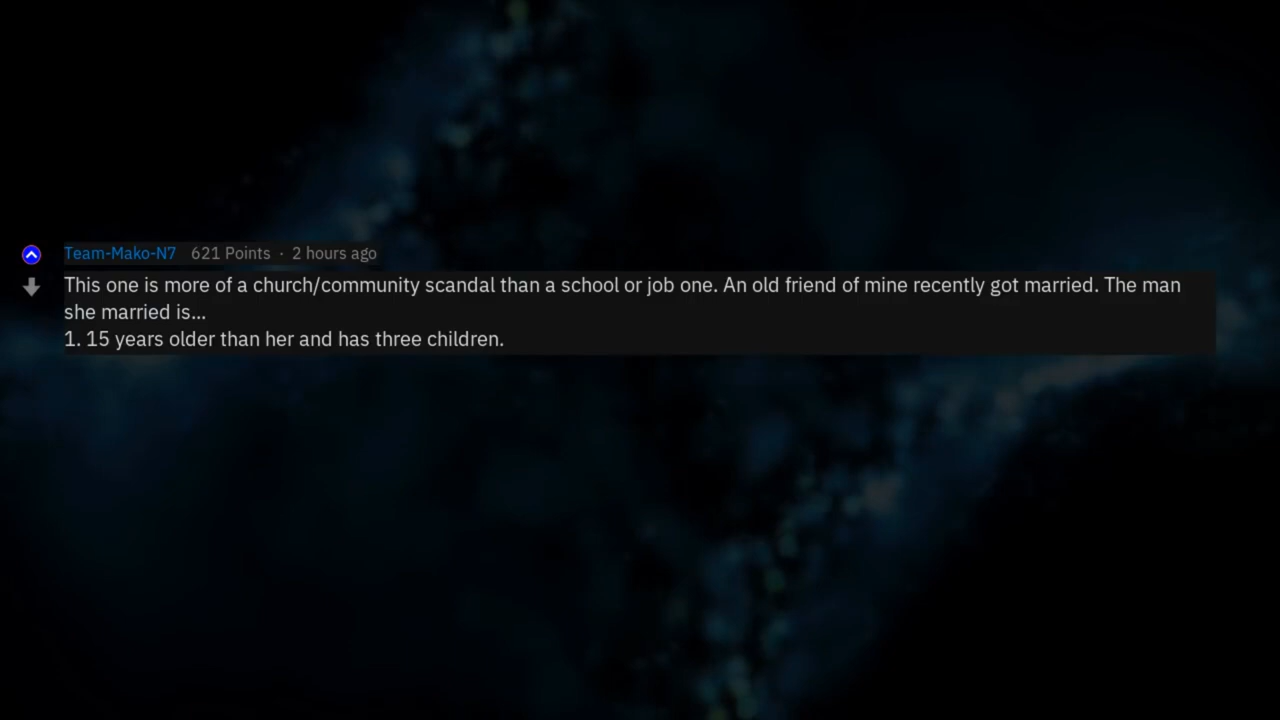 Team-Mako-N7 621 Points · 2 hours ago
This one is more of a church/community scandal than a school or job one. An old friend of mine recently got married. The man
she married is...
1. 15 years older than her and has three children.